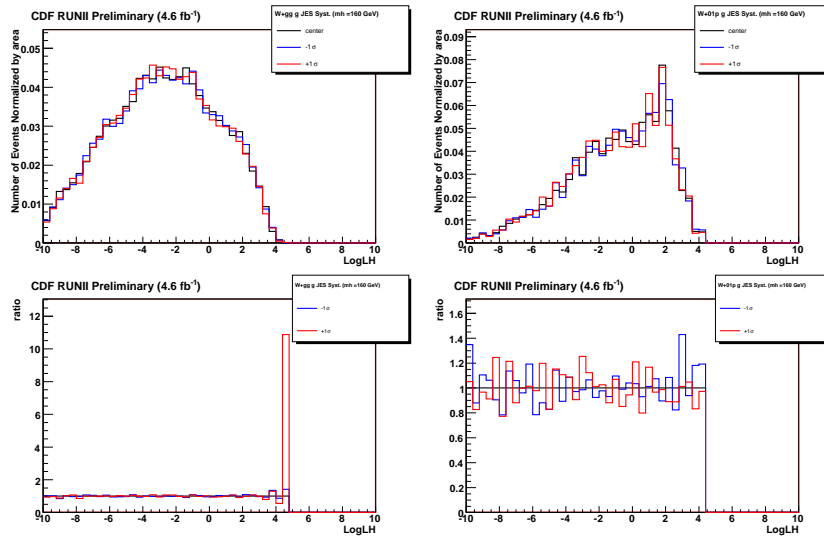 CDF RUNII Preliminary (4.6 fb-1)
W+gg g JES Syst. (mh =160 GeV)
center
-1 σ
+1 σ
Number of Events Normalized by area
0.05
0.04
0.03
0.02
0.01
0
-10 -8 -6 -4 -2 0 2 4 6 8 10
LogLH
CDF RUNII Preliminary (4.6 fb-1)
W+01p g JES Syst. (mh =160 GeV)
center
-1 σ
+1 σ
Number of Events Normalized by area
0.09
0.08
0.07
0.06
0.05
0.04
0.03
0.02
0.01
0
-10 -8 -6 -4 -2 0 2 4 6 8 10
LogLH
CDF RUNII Preliminary (4.6 fb-1)
W+gg g JES Syst. (mh =160 GeV)
-1 σ
+1 σ
ratio
12
10
8
6
4
2
0
-10 -8 -6 -4 -2 0 2 4 6 8 10
LogLH
CDF RUNII Preliminary (4.6 fb-1)
W+01p g JES Syst. (mh =160 GeV)
-1 σ
+1 σ
ratio
1.6
1.4
1.2
1
0.8
0.6
0.4
0.2
0
-10 -8 -6 -4 -2 0 2 4 6 8 10
LogLH